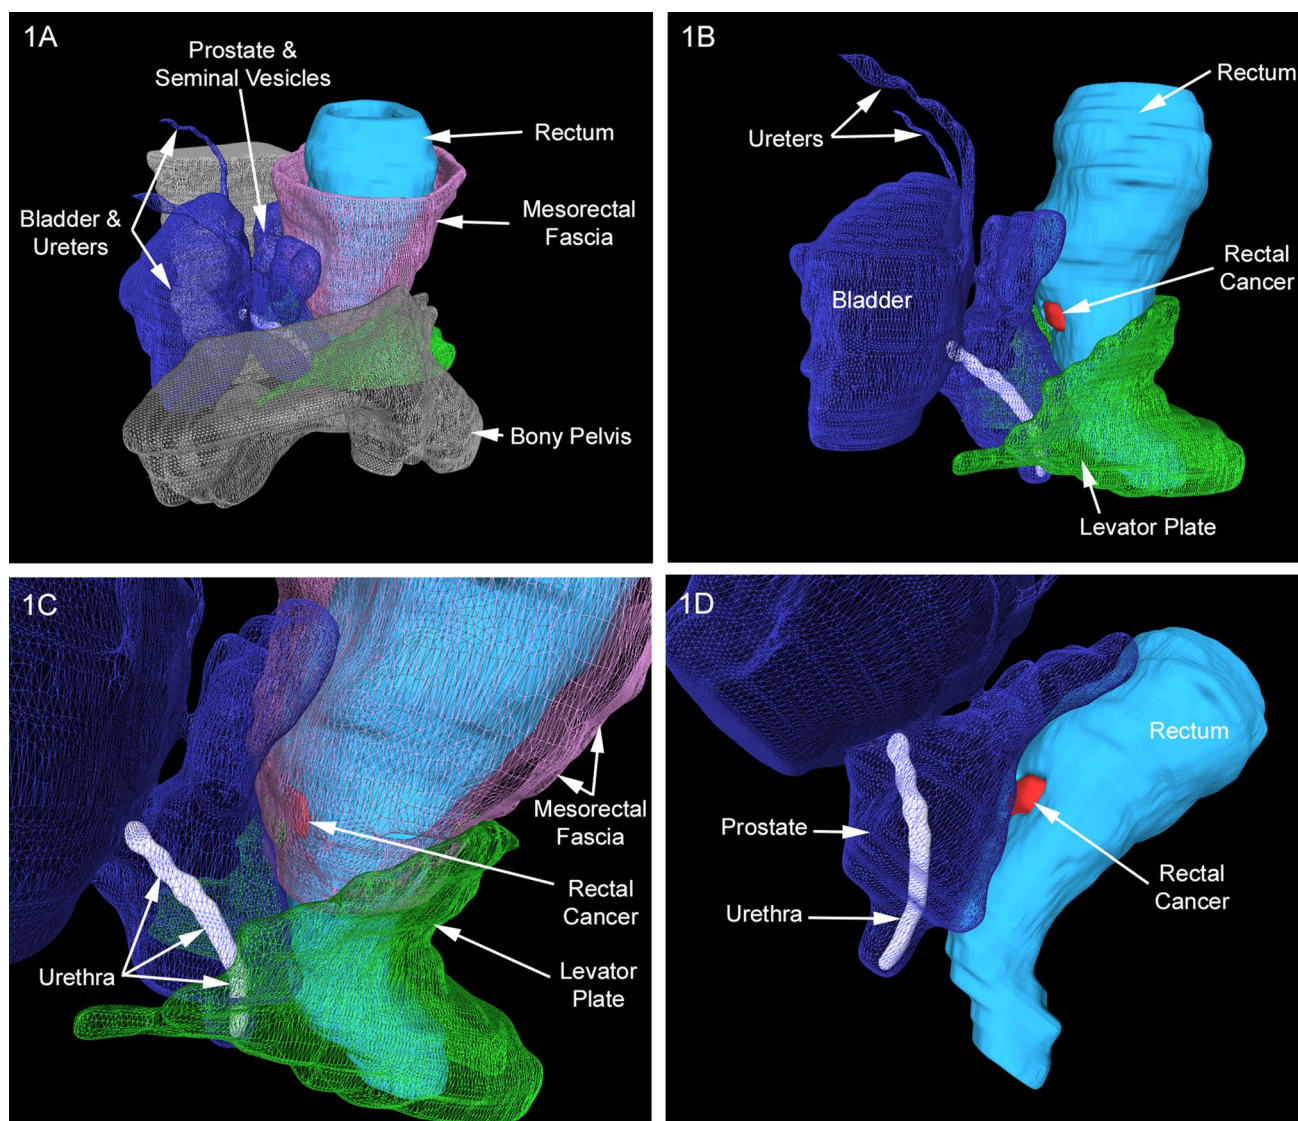 1A
Prostate &
Seminal Vesicles
Rectum
Bladder &
Ureters
Mesorectal
Fascia
Bony Pelvis
1B
Rectum
Ureters
Rectal
Cancer
Bladder
Levator Plate
1C
Mesorectal
Fascia
Rectal
Cancer
Urethra
Levator
Plate
1D
Rectum
Prostate
Rectal
Cancer
Urethra